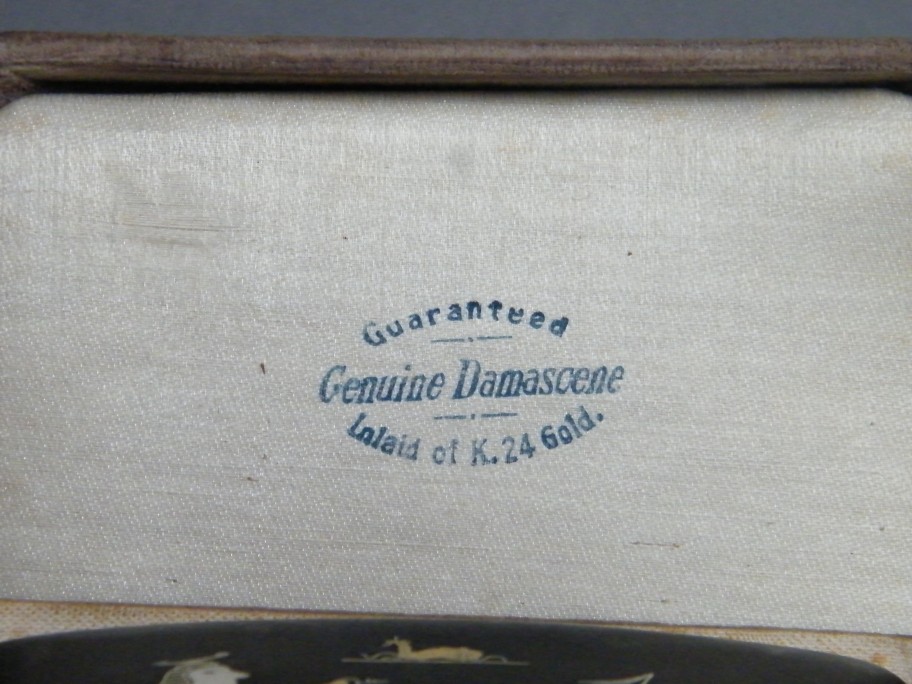 Guaranteed
Genuine Damascene
Inlaid of K.24 Gold.